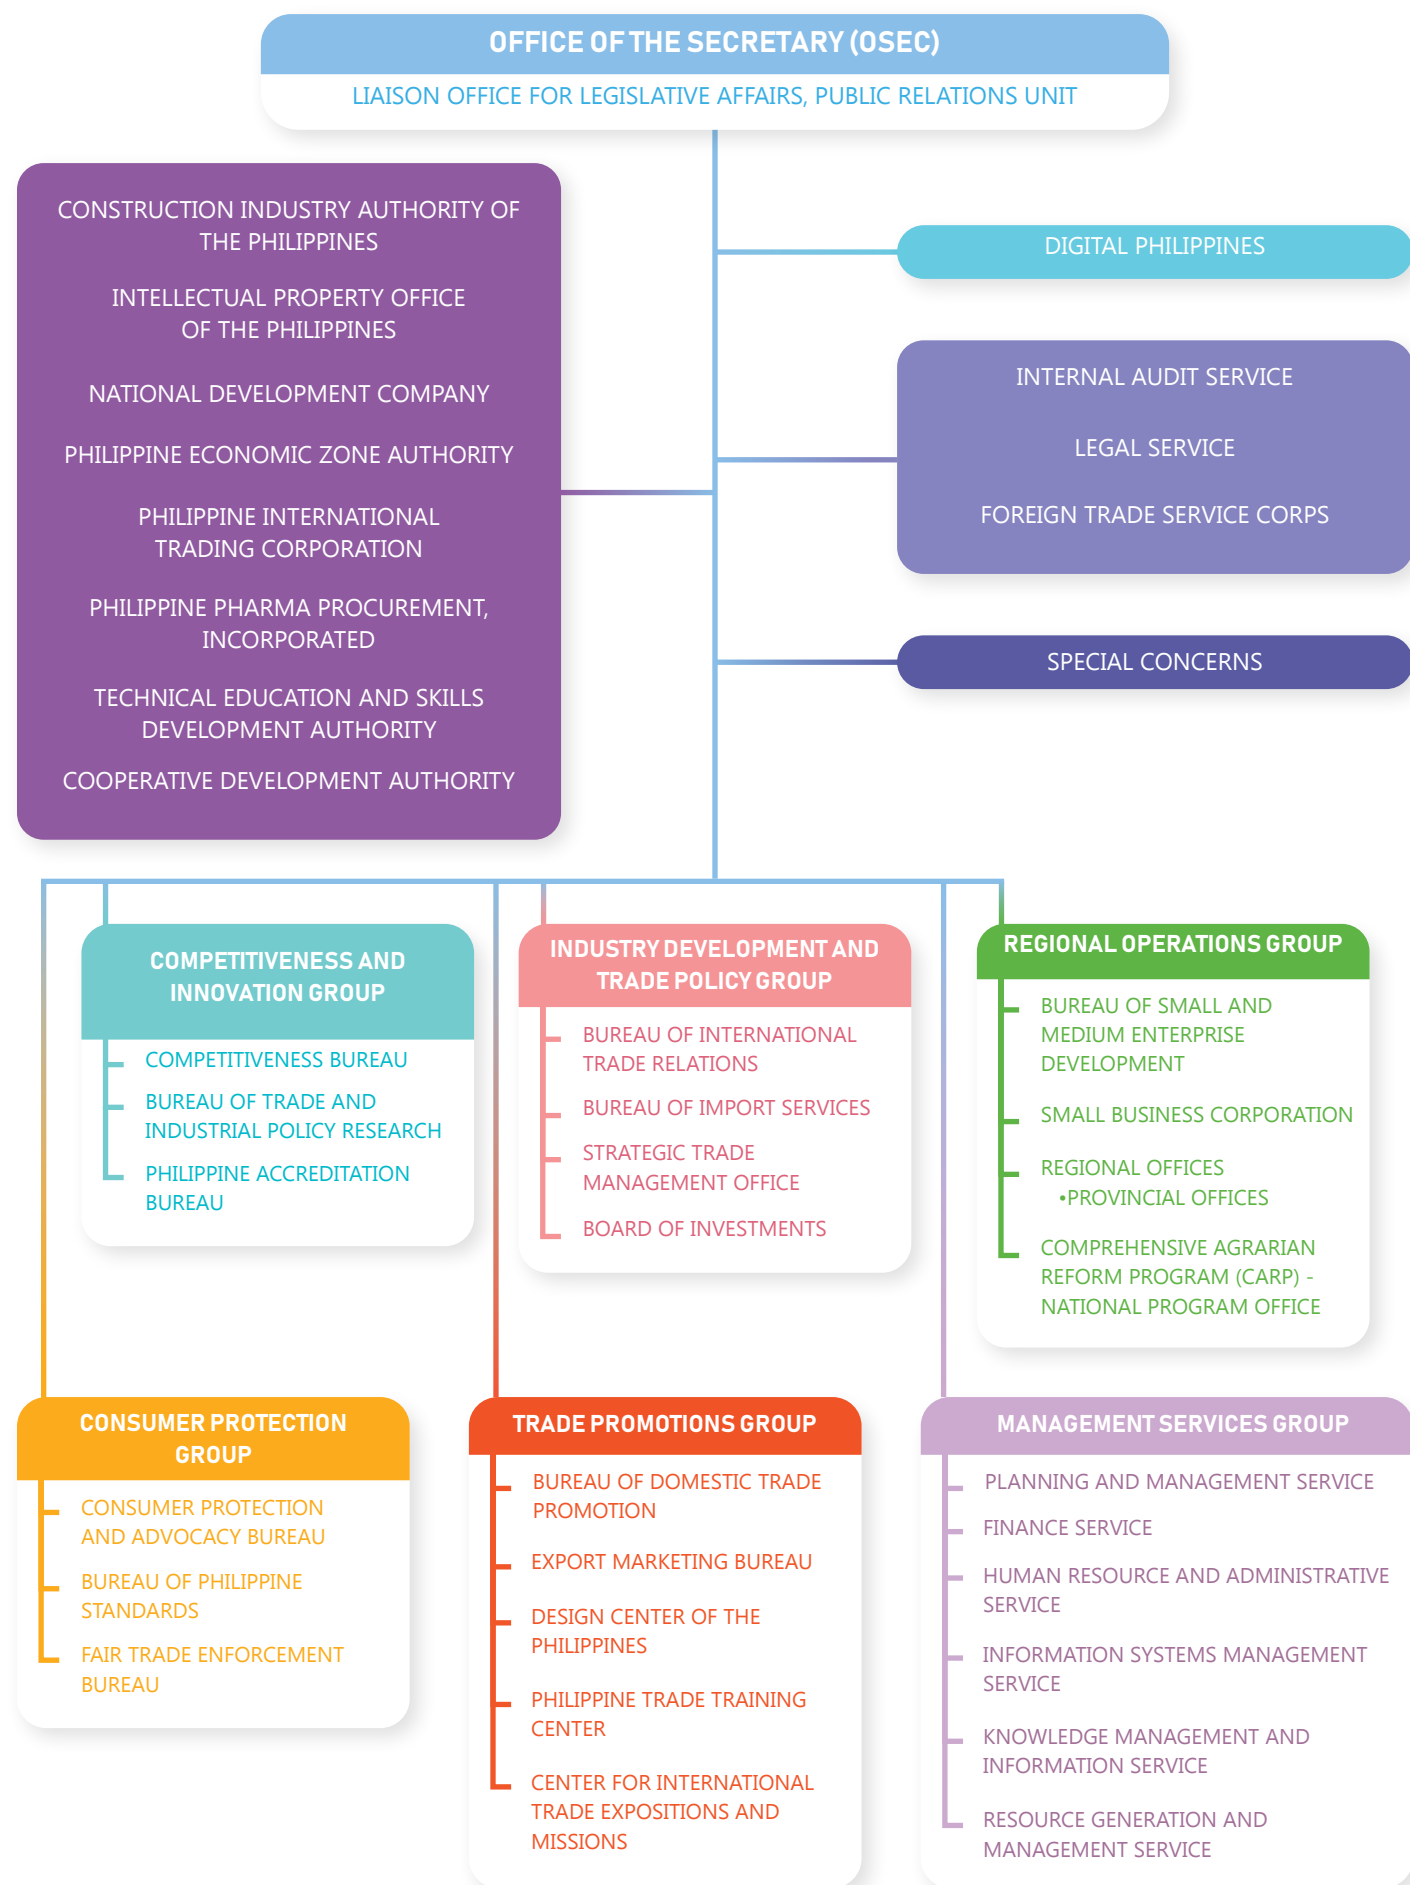 OFFICE OF THE SECRETARY (OSEC)
LIAISON OFFICE FOR LEGISLATIVE AFFAIRS, PUBLIC RELATIONS UNIT
CONSTRUCTION INDUSTRY AUTHORITY OF
THE PHILIPPINES
INTELLECTUAL PROPERTY OFFICE
OF THE PHILIPPINES
NATIONAL DEVELOPMENT COMPANY
PHILIPPINE ECONOMIC ZONE AUTHORITY
PHILIPPINE INTERNATIONAL
TRADING CORPORATION
PHILIPPINE PHARMA PROCUREMENT,
INCORPORATED
TECHNICAL EDUCATION AND SKILLS
DEVELOPMENT AUTHORITY
COOPERATIVE DEVELOPMENT AUTHORITY
DIGITAL PHILIPPINES
INTERNAL AUDIT SERVICE
LEGAL SERVICE
FOREIGN TRADE SERVICE CORPS
SPECIAL CONCERNS
COMPETITIVENESS AND
INNOVATION GROUP
COMPETITIVENESS BUREAU
BUREAU OF TRADE AND
INDUSTRIAL POLICY RESEARCH
PHILIPPINE ACCREDITATION
BUREAU
INDUSTRY DEVELOPMENT AND
TRADE POLICY GROUP
BUREAU OF INTERNATIONAL
TRADE RELATIONS
BUREAU OF IMPORT SERVICES
STRATEGIC TRADE
MANAGEMENT OFFICE
BOARD OF INVESTMENTS
REGIONAL OPERATIONS GROUP
BUREAU OF SMALL AND
MEDIUM ENTERPRISE
DEVELOPMENT
SMALL BUSINESS CORPORATION
REGIONAL OFFICES
•PROVINCIAL OFFICES
COMPREHENSIVE AGRARIAN
REFORM PROGRAM (CARP) -
NATIONAL PROGRAM OFFICE
CONSUMER PROTECTION
GROUP
CONSUMER PROTECTION
AND ADVOCACY BUREAU
BUREAU OF PHILIPPINE
STANDARDS
FAIR TRADE ENFORCEMENT
BUREAU
TRADE PROMOTIONS GROUP
BUREAU OF DOMESTIC TRADE
PROMOTION
EXPORT MARKETING BUREAU
DESIGN CENTER OF THE
PHILIPPINES
PHILIPPINE TRADE TRAINING
CENTER
CENTER FOR INTERNATIONAL
TRADE EXPOSITIONS AND
MISSIONS
MANAGEMENT SERVICES GROUP
PLANNING AND MANAGEMENT SERVICE
FINANCE SERVICE
HUMAN RESOURCE AND ADMINISTRATIVE
SERVICE
INFORMATION SYSTEMS MANAGEMENT
SERVICE
KNOWLEDGE MANAGEMENT AND
INFORMATION SERVICE
RESOURCE GENERATION AND
MANAGEMENT SERVICE